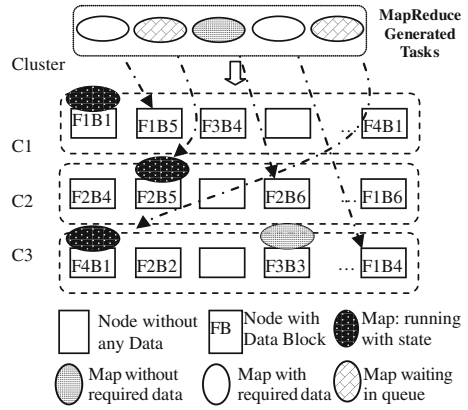 MapReduce
Generated
Tasks
Cluster
F1B1 F1B5 F3B4 ... F4B1
C1
F2B4 F2B5 F2B6 ... F1B6
C2
C3
F4B1 F2B2 F3B3 ... F1B4
Node without
any Data
FB
Node with
Data Block
Map: running
with state
Map without
required data
Map with
required data
Map waiting
in queue